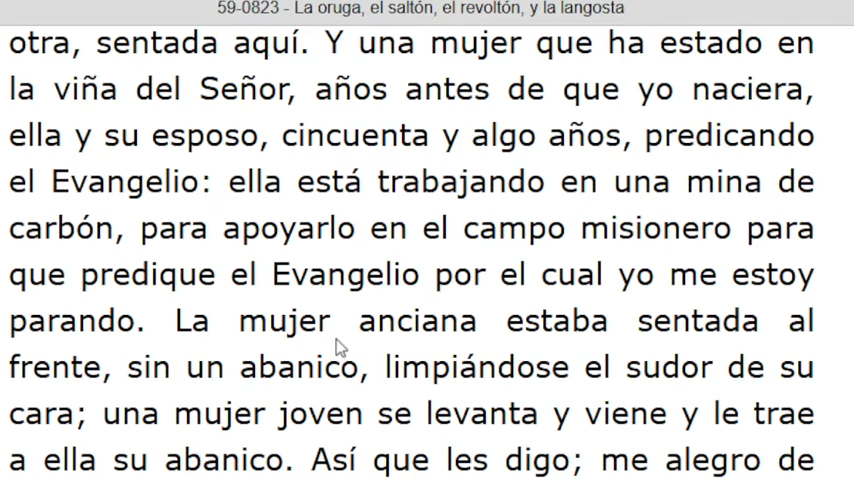 59-0823 - La oruga, el saltón, el revoltón, y la langosta
otra, sentada aquí. Y una mujer que ha estado en
la viña del Señor, años antes de que yo naciera,
ella y su esposo, cincuenta y algo años, predicando
el Evangelio: ella está trabajando en una mina de
carbón, para apoyarlo en el campo misionero para
que predique el Evangelio por el cual yo me estoy
parando. La mujer anciana estaba sentada al
frente, sin un abanico, limpiándose el sudor de su
cara; una mujer joven se levanta y viene y le trae
a ella su abanico. Así que les digo; me alegro de